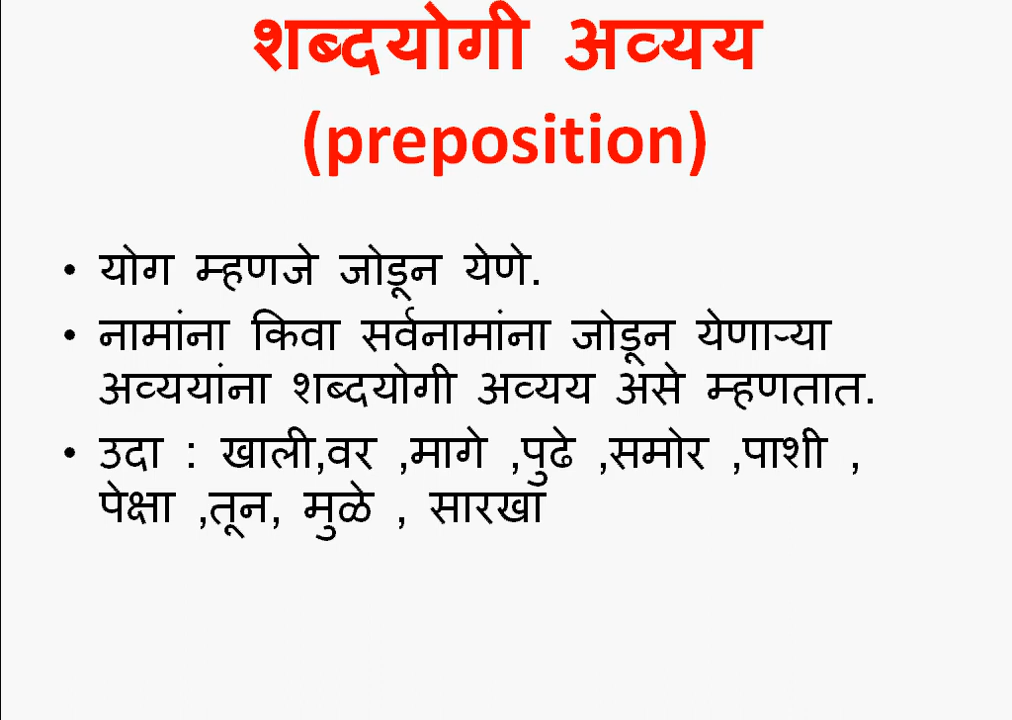 शब्दयोगी अव्यय
(preposition)
• योग म्हणजे जोडून येणे.
• नामांना किवा सर्वनामांना जोडून येणाऱ्या
अव्ययांना शब्दयोगी अव्यय असे म्हणतात.
• उदा : खाली,वर ,मागे ,पुढे ,समोर ,पाशी ,
पेक्षा ,तून, मुळे , सारखा